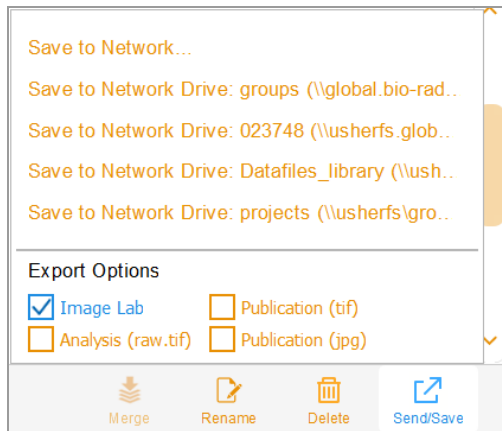 Save to Network...
Save to Network Drive: groups (\\global.bio-rad..
Save to Network Drive: 023748 (\\usherfs.glob..
Save to Network Drive: Datafiles_library (\\ush..
Save to Network Drive: projects (\\usherfs\gro..
Export Options
Image Lab Publication (tif)
Analysis (raw.tif) Publication (jpg)
Merge Rename Delete Send/Save